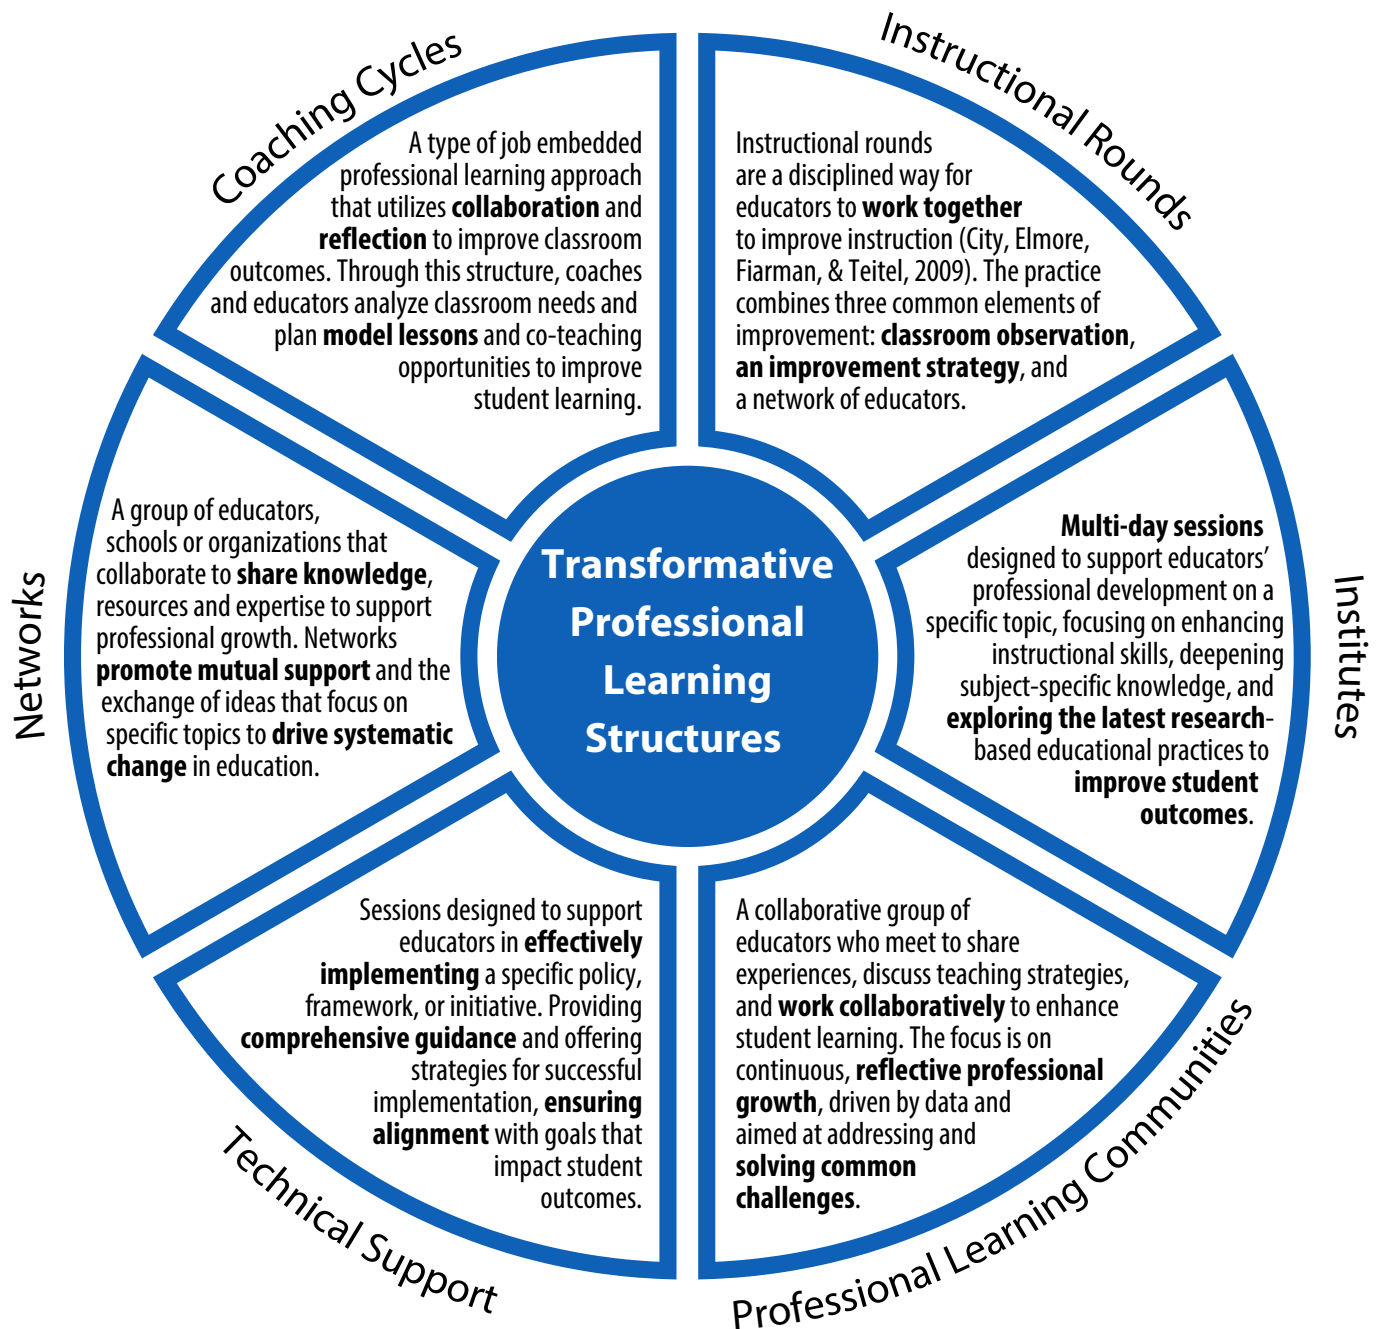 Coaching Cycles
A type of job embedded
professional learning approach
that utilizes collaboration and
reflection to improve classroom
outcomes. Through this structure, coaches
and educators analyze classroom needs and
plan model lessons and co-teaching
opportunities to improve
student learning.
Instructional Rounds
Instructional rounds
are a disciplined way for
educators to work together
to improve instruction (City, Elmore,
Fiarman, & Teitel, 2009). The practice
combines three common elements of
improvement: classroom observation,
an improvement strategy, and
a network of educators.
Networks
A group of educators,
schools or organizations that
collaborate to share knowledge,
resources and expertise to support
professional growth. Networks
promote mutual support and the
exchange of ideas that focus on
specific topics to drive systematic
change in education.
Transformative
Professional
Learning
Structures
Institutes
Multi-day sessions
designed to support educators’
professional development on a
specific topic, focusing on enhancing
instructional skills, deepening
subject-specific knowledge, and
exploring the latest research-
based educational practices to
improve student
outcomes.
Technical Support
Sessions designed to support
educators in effectively
implementing a specific policy,
framework, or initiative. Providing
comprehensive guidance and offering
strategies for successful
implementation, ensuring
alignment with goals that
impact student
outcomes.
Professional Learning Communities
A collaborative group of
educators who meet to share
experiences, discuss teaching strategies,
and work collaboratively to enhance
student learning. The focus is on
continuous, reflective professional
growth, driven by data and
aimed at addressing and
solving common
challenges.